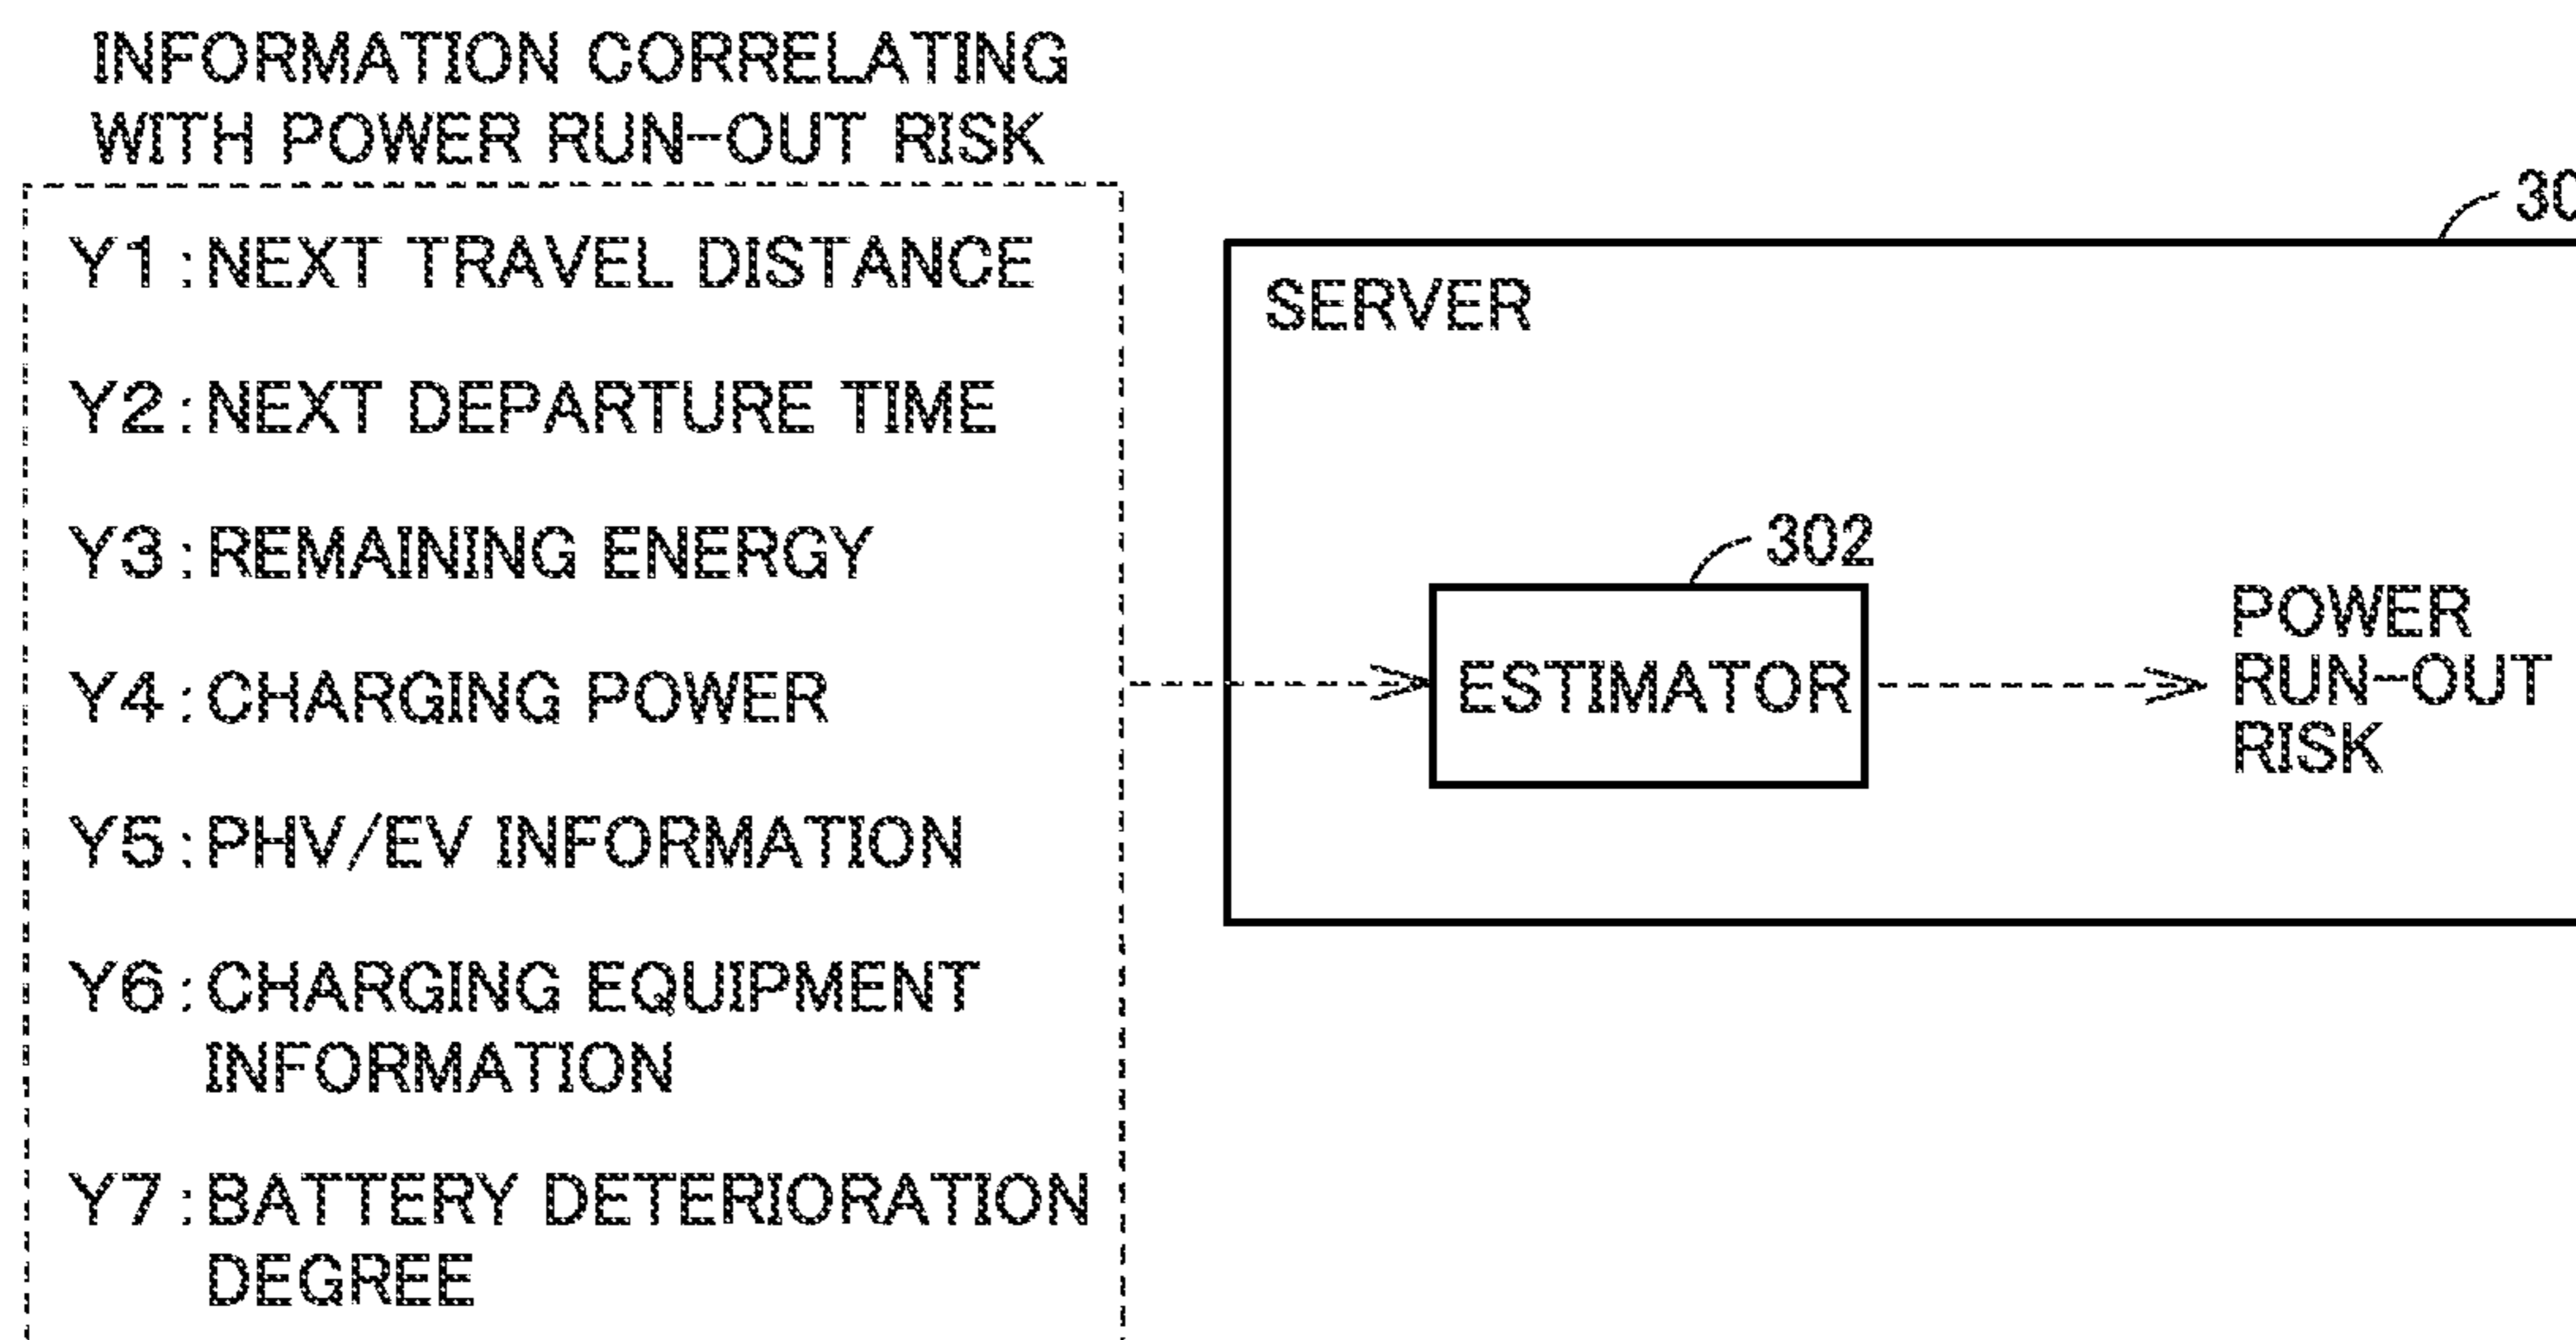 INFORMATION CORRELATING
WITH POWER RUN-OUT RISK
Y1:NEXT TRAVEL DISTANCE
Y2:NEXT DEPARTURE TIME
Y3:REMAINING ENERGY
Y4:CHARGING POWER
Y5:PHV/EV INFORMATION
Y6:CHARGING EQUIPMENT
INFORMATION
Y7:BATTERY DETERIORATION
DEGREE
SERVER
302
ESTIMATOR
POWER
RUN-OUT
RISK